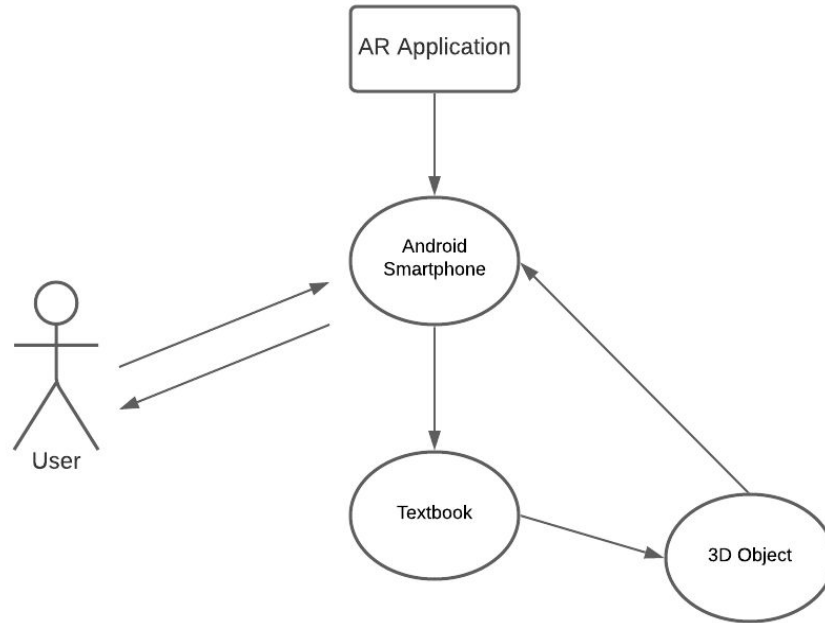 AR Application
Android
Smartphone
User
Textbook
3D Object